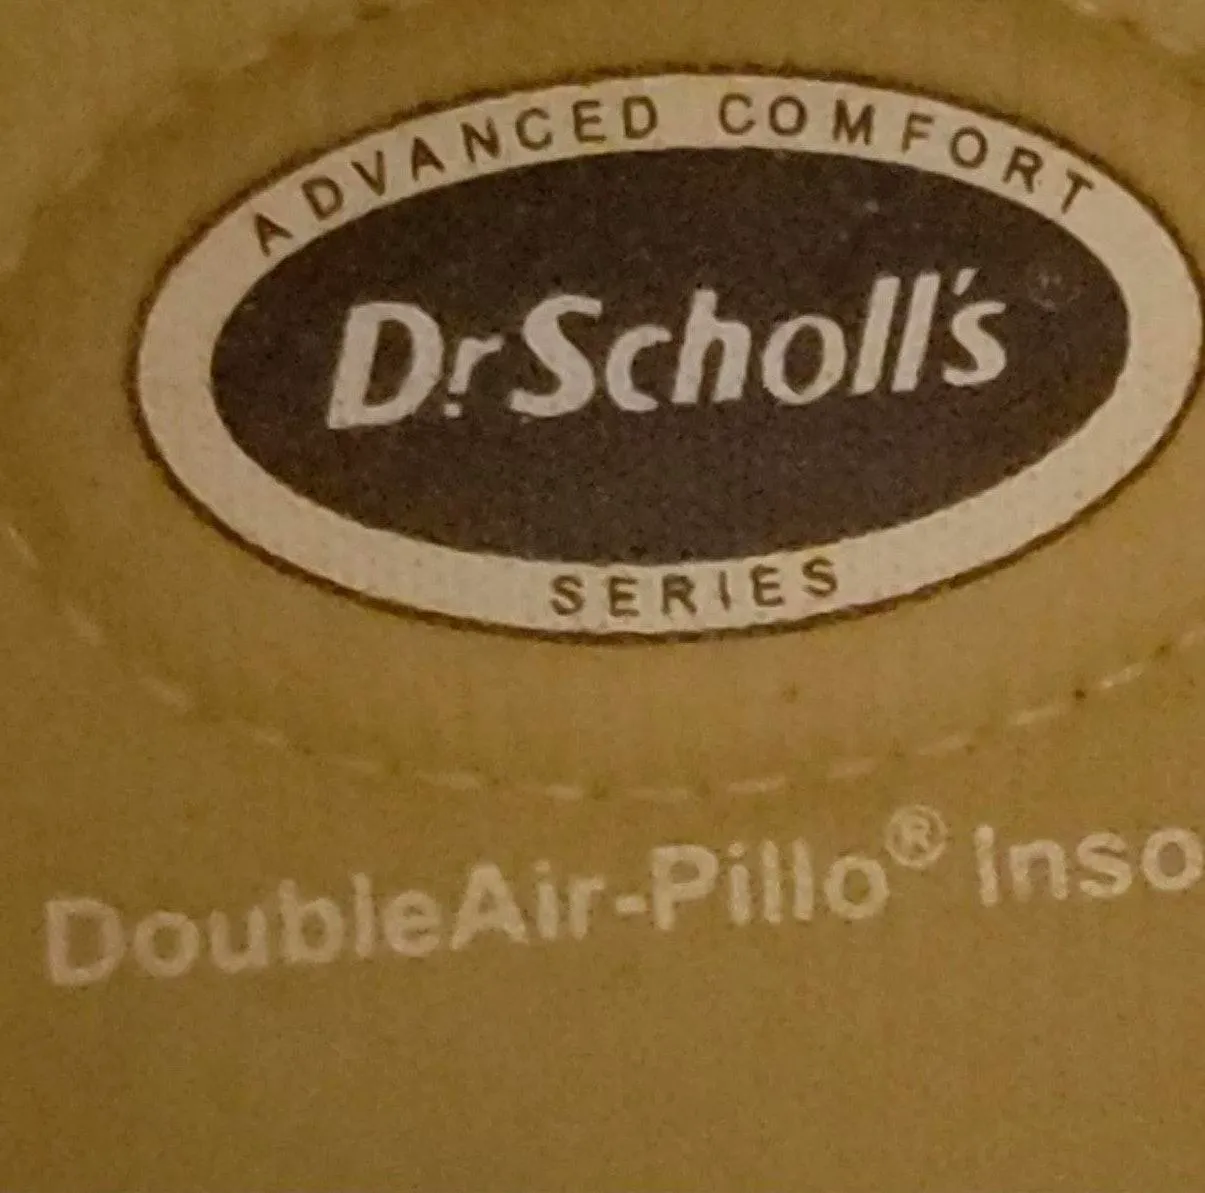 ADVANCED COMFORT
Dr. Scholl's
SERIES
DoubleAir-Pillo® Inso